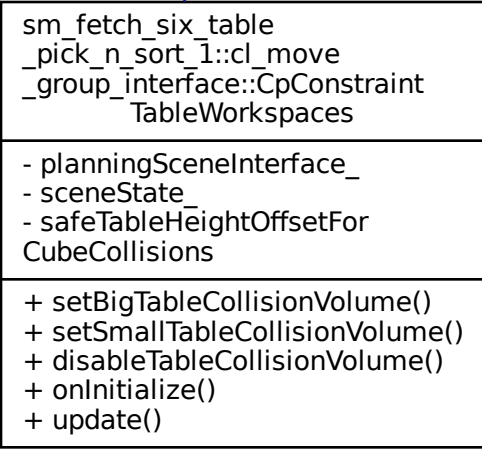 sm_fetch_six_table
_pick_n_sort_1::cl_move
_group_interface::CpConstraint
TableWorkspaces
- planningSceneInterface_
- sceneState_
- safeTableHeightOffsetFor
CubeCollisions
+ setBigTableCollisionVolume()
+ setSmallTableCollisionVolume()
+ disableTableCollisionVolume()
+ onInitialize()
+ update()